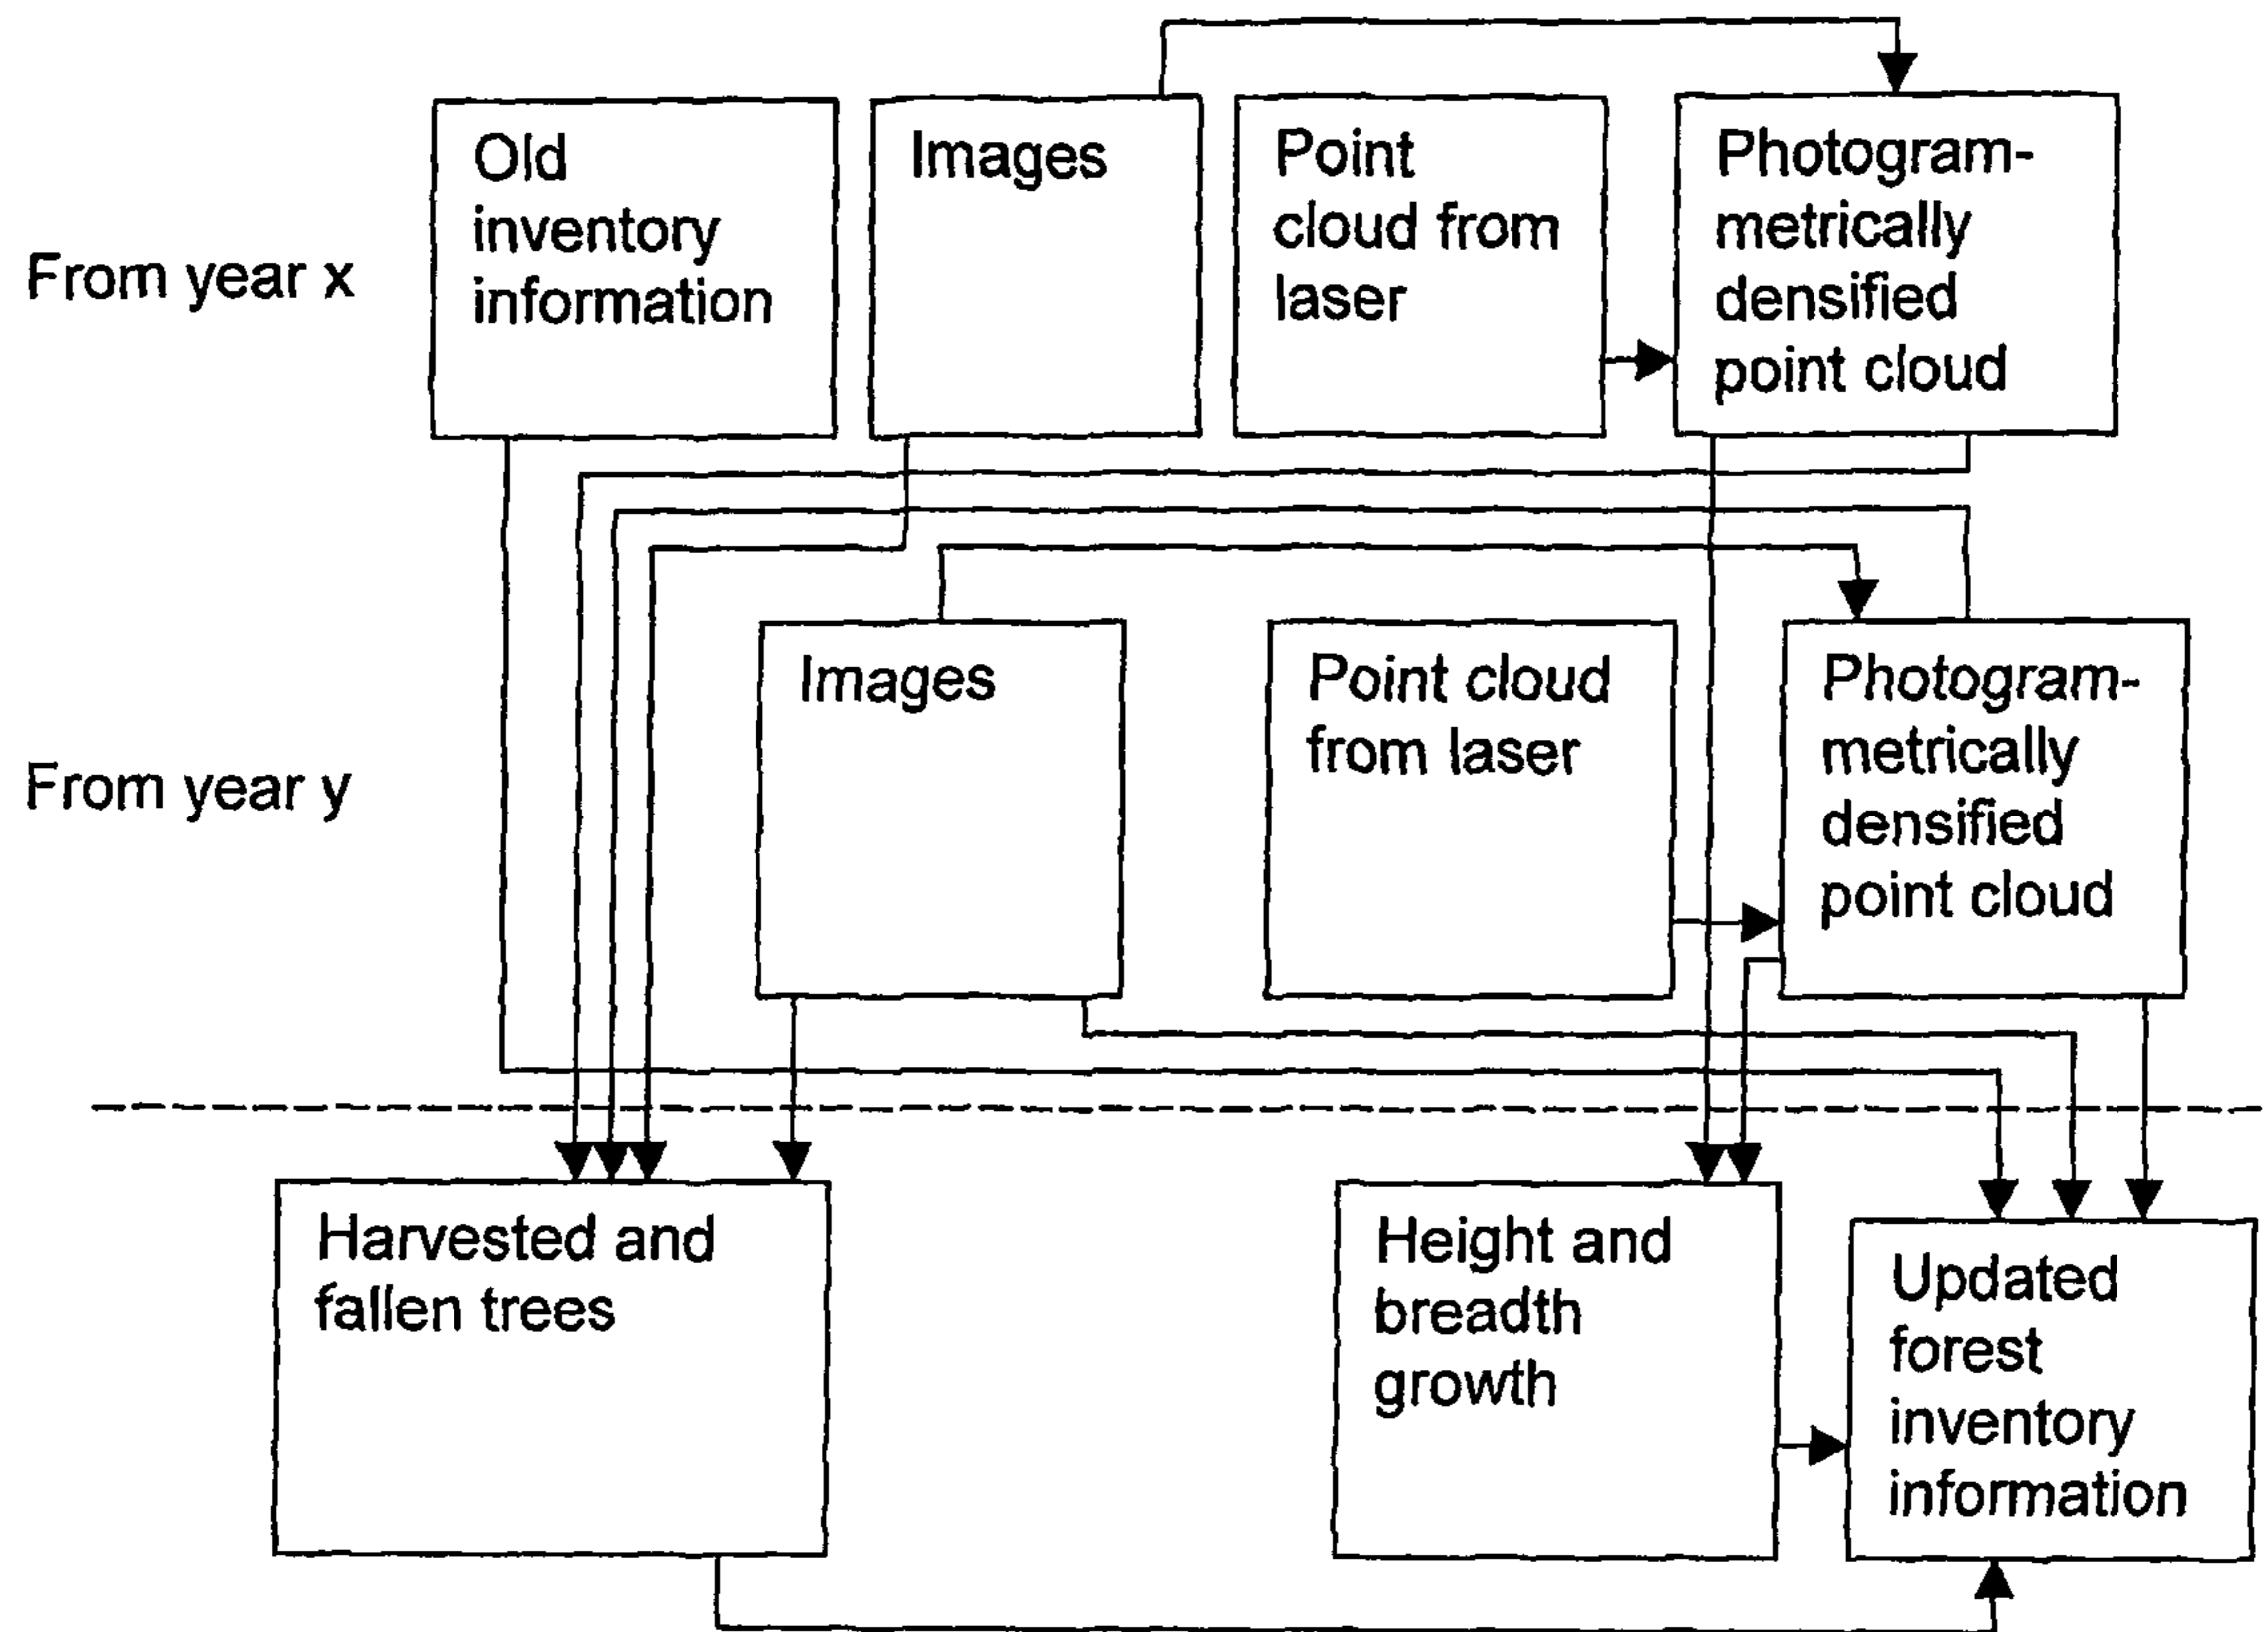 From year x
Old
inventory
information
Images
Point
cloud from
laser
Photogram-
metrically
densified
point cloud
From year y
Images
Point cloud
from laser
Photogram-
metrically
densified
point cloud
Harvested and
fallen trees
Height and
breadth
growth
Updated
forest
inventory
information